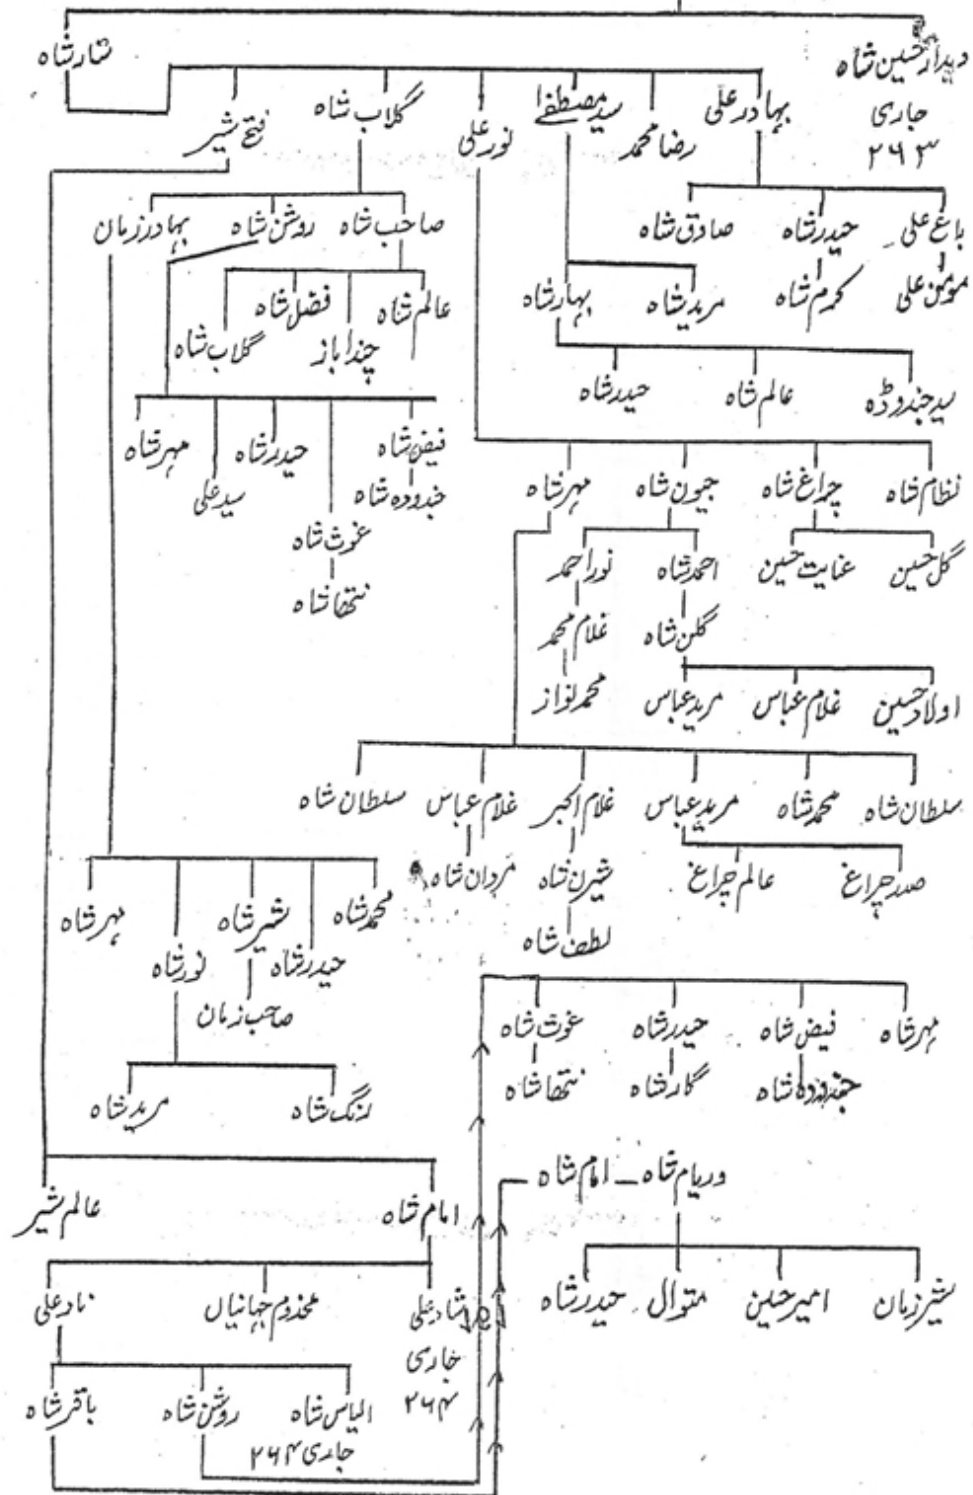 دیدار حسین شاہ
نثار شاہ
جاری
۲۶۳
بہادر علی
رضا محمد
سید مصطفےٰ
نور علی
گلاب شاہ
فتح شیر
باغ علی
حیدر شاہ
صادق شاہ
صاحب شاہ
روشن شاہ
بہادر زمان
مومن علی
کرم شاہ
مرید شاہ
بہار شاہ
عالم شاہ
چنداباز
فضل شاہ
گلاب شاہ
سید جندوڈہ
عالم شاہ
حیدر شاہ
فیض شاہ
حیدر شاہ
مہر شاہ
جندودہ شاہ
سید علی
غوث شاہ
نتھا شاہ
نظام شاہ
چراغ شاہ
جیون شاہ
مہر شاہ
گل حسین
عنایت حسین
احمد شاہ
نور احمد
گلن شاہ
غلام محمد
اولاد حسین
غلام عباس
مرید عباس
محمد نواز
سلطان شاہ
محمد شاہ
مرید عباس
غلام اکبر
غلام عباس
سلطان شاہ
صدر چراغ
عالم چراغ
شیرن شاہ
مردان شاہ
لطف شاہ
محمد شاہ
حیدر شاہ
شیر شاہ
نور شاہ
مہر شاہ
صاحب زمان
رنگ شاہ
مرید شاہ
مہر شاہ
فیض شاہ
حیدر شاہ
غوث شاہ
جندودہ شاہ
گلاب شاہ
نتھا شاہ
وریام شاہ – امام شاہ
امام شاہ
عالم شیر
شیر زمان
امیر حسین
متوال
حیدر شاہ
شاد علی
مخدوم جہانیاں
نادر علی
جاری
۲۶۴
الیاس شاہ
روشن شاہ
باقر شاہ
جاری ۲۶۴